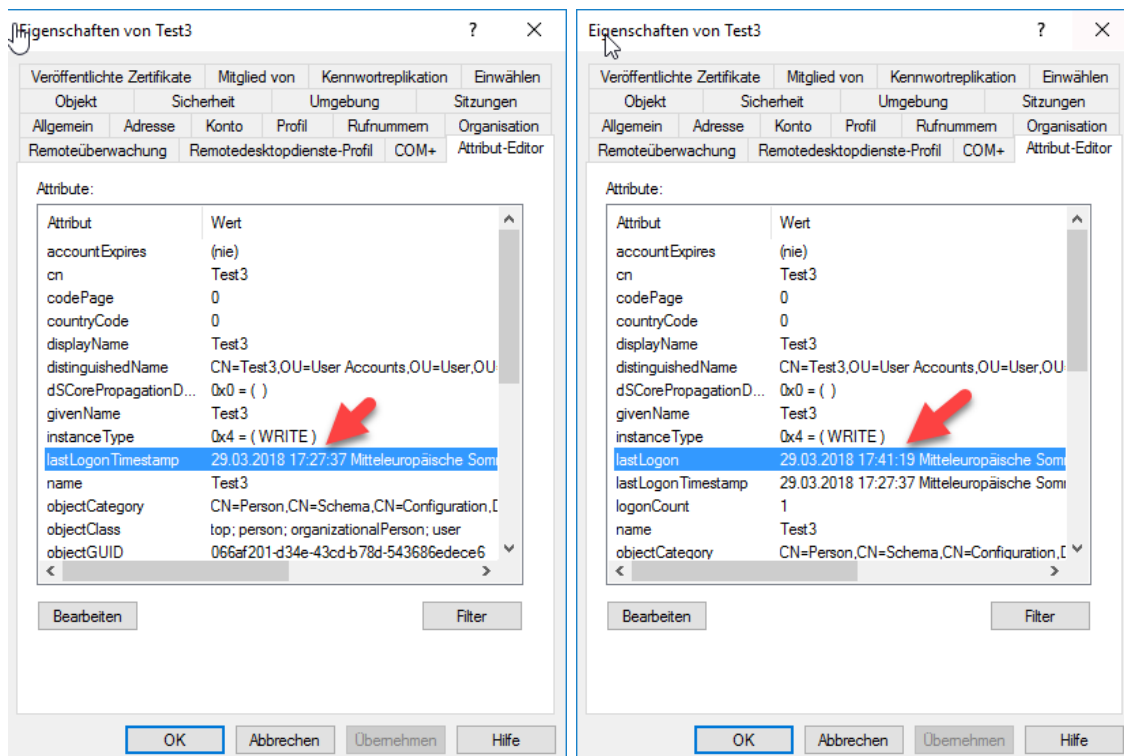 Eigenschaften von Test3 ?
Veröffentlichte Zertifikate Mitglied von Kennwortreplikation Einwählen
Objekt Sicherheit Umgebung Sitzungen
Allgemein Adresse Konto Profil Rufnummern Organisation
Remoteüberwachung Remotedesktopdienste-Profil COM+ Attribut-Editor
Attribute:
Attribut Wert
accountExpires (nie)
cn Test3
codePage 0
countryCode 0
displayName Test3
distinguishedName CN=Test3,OU=User Accounts,OU=User,OU=
dSCorePropagationD... 0x0 = ( )
givenName Test3
instanceType 0x4 = ( WRITE )
lastLogonTimestamp 29.03.2018 17:27:37 Mitteleuropäische Som
name Test3
objectCategory CN=Person,CN=Schema,CN=Configuration,
objectClass top; person; organizationalPerson; user
objectGUID 066af201-d34e-43cd-b78d-543686edece6
Bearbeiten Filter
OK Abbrechen Übernehmen Hilfe
Eigenschaften von Test3 ?
Veröffentlichte Zertifikate Mitglied von Kennwortreplikation Einwählen
Objekt Sicherheit Umgebung Sitzungen
Allgemein Adresse Konto Profil Rufnummern Organisation
Remoteüberwachung Remotedesktopdienste-Profil COM+ Attribut-Editor
Attribute:
Attribut Wert
accountExpires (nie)
cn Test3
codePage 0
countryCode 0
displayName Test3
distinguishedName CN=Test3,OU=User Accounts,OU=User,OU=
dSCorePropagationD... 0x0 = ( )
givenName Test3
instanceType 0x4 = ( WRITE )
lastLogon 29.03.2018 17:41:19 Mitteleuropäische Som
lastLogonTimestamp 29.03.2018 17:27:37 Mitteleuropäische Som
logonCount 1
name Test3
objectCategory CN=Person,CN=Schema,CN=Configuration,
Bearbeiten Filter
OK Abbrechen Übernehmen Hilfe